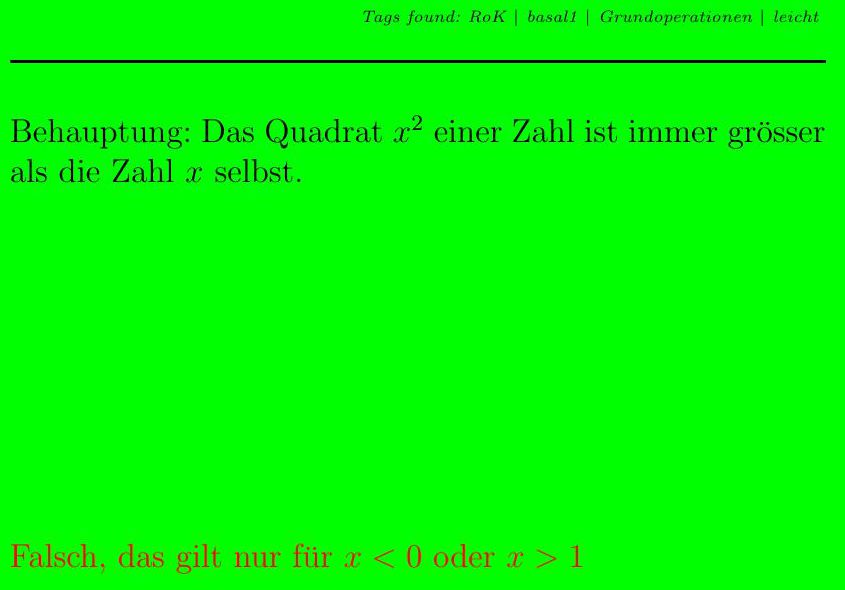 Tags found: RoK | basal1 | Grundoperationen | leicht
Behauptung: Das Quadrat x² einer Zahl ist immer grösser
als die Zahl x selbst.
Falsch, das gilt nur für x < 0 oder x > 1